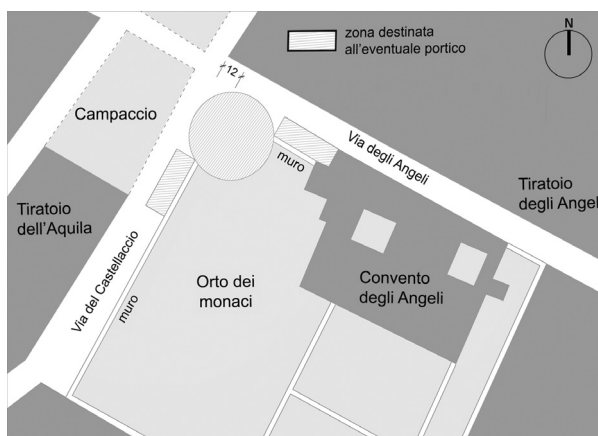 zona destinata
all'eventuale portico
N
12
Campaccio
Via degli Angeli
muro
Tiratoio
degli Angel
Tiratoio
dell'Aquila
Via del Castellaccio
muro
Orto dei
monaci
Convento
degli Angeli